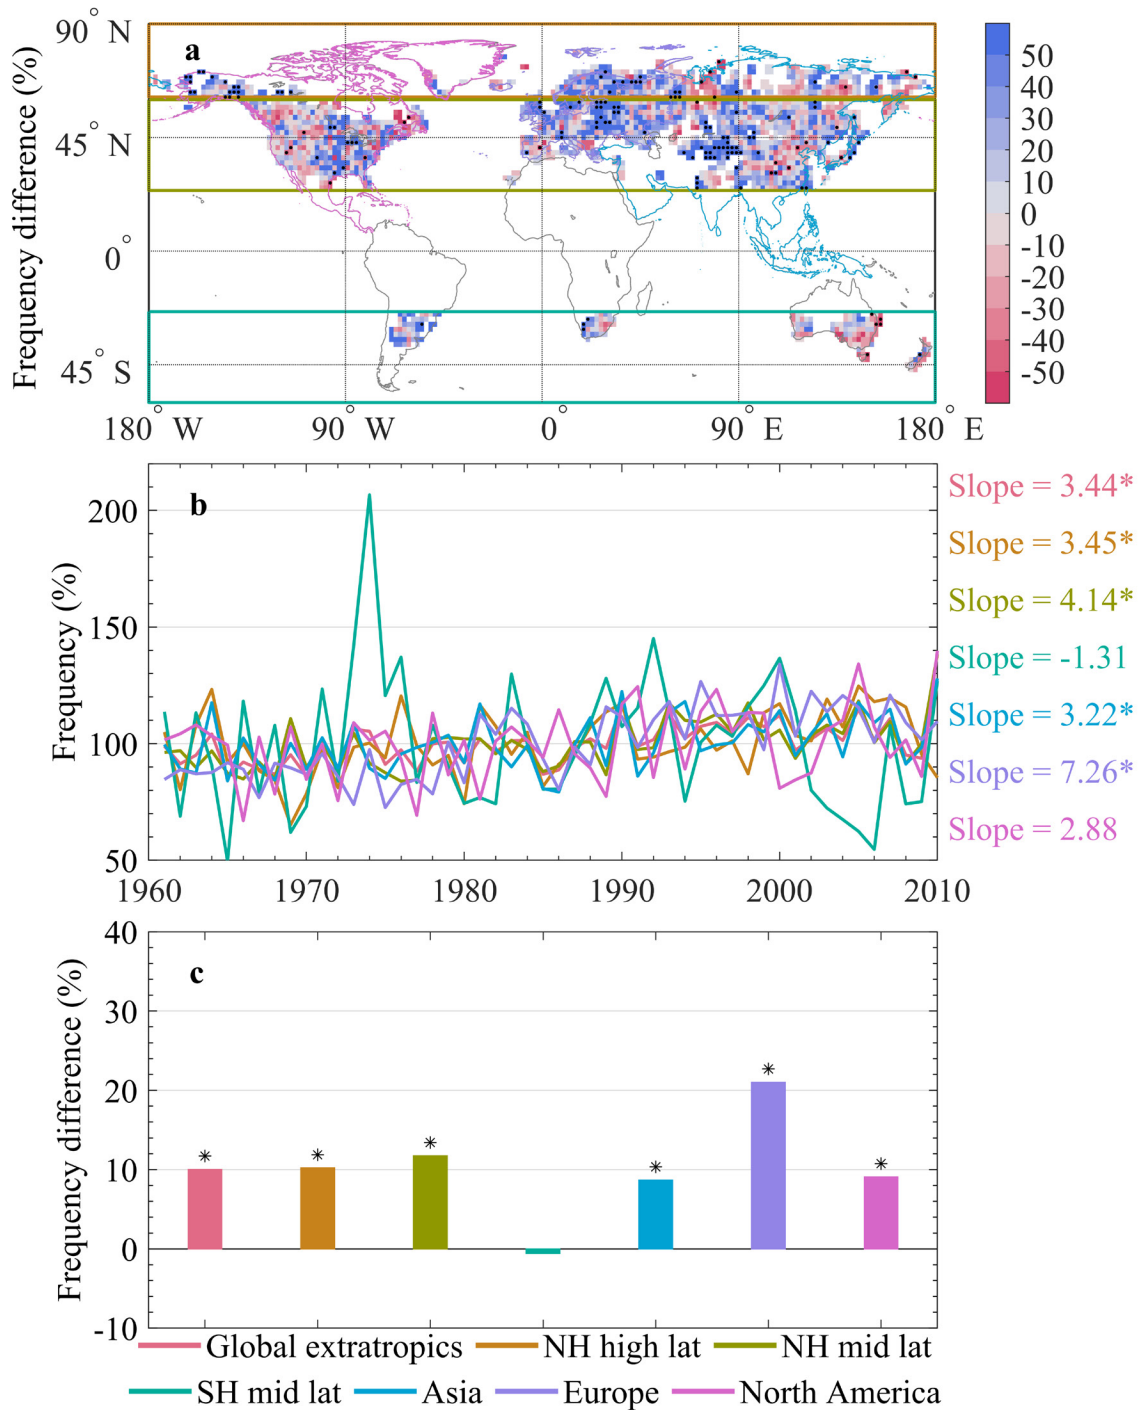 Frequency difference (%)
a
90° N
45° N
0°
45° S
180° W
90° W
0°
90° E
180° E
50
40
30
20
10
0
-10
-20
-30
-40
-50
Frequency (%)
b
200
150
100
50
1960
1970
1980
1990
2000
2010
Slope = 3.44*
Slope = 3.45*
Slope = 4.14*
Slope = -1.31
Slope = 3.22*
Slope = 7.26*
Slope = 2.88
Frequency difference (%)
c
40
30
20
10
0
-10
* * * * * *
Global extratropics NH high lat NH mid lat
SH mid lat Asia Europe North America